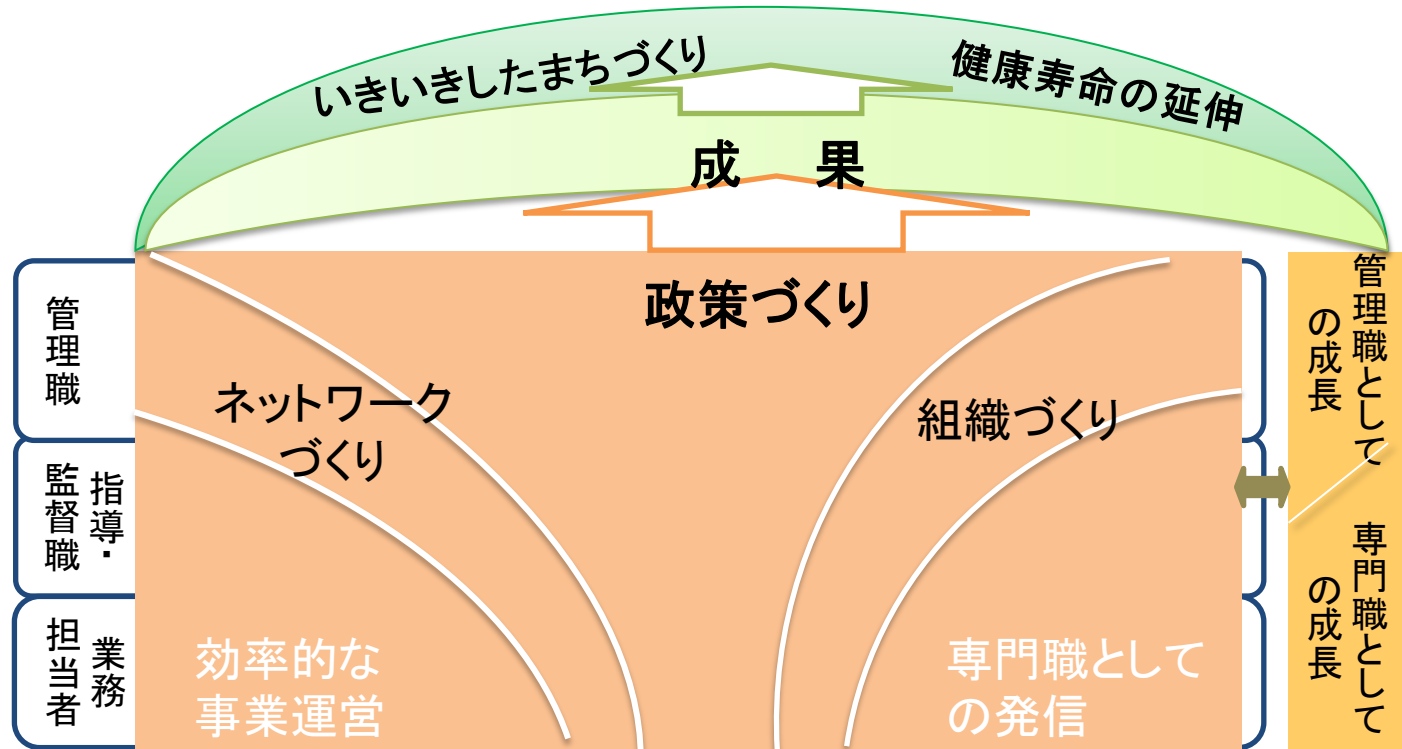 いきいきしたまちづくり
健康寿命の延伸
成　果
政策づくり
管理職
ネットワーク
づくり
組織づくり
指導・
監督職
業務
担当者
効率的な
事業運営
専門職として
の発信
管理職として
の成長
専門職として
の成長